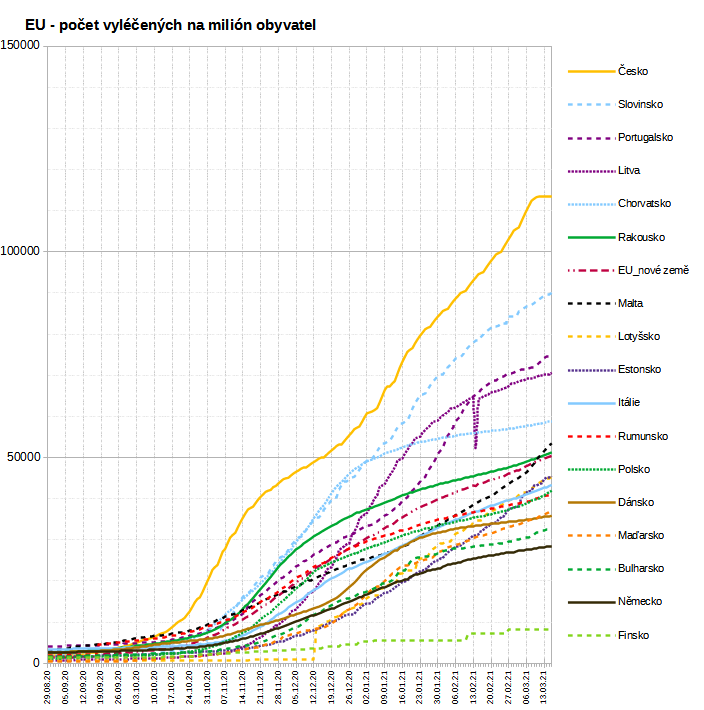 EU - počet vyléčených na milión obyvatel
150000
100000
50000
0
Česko
Slovinsko
Portugalsko
Litva
Chorvatsko
Rakousko
EU_nové země
Malta
Lotyšsko
Estonsko
Itálie
Rumunsko
Polsko
Dánsko
Maďarsko
Bulharsko
Německo
Finsko
29.08.20
05.09.20
12.09.20
19.09.20
26.09.20
03.10.20
10.10.20
17.10.20
24.10.20
31.10.20
07.11.20
14.11.20
21.11.20
28.11.20
05.12.20
12.12.20
19.12.20
26.12.20
02.01.21
09.01.21
16.01.21
23.01.21
30.01.21
06.02.21
13.02.21
20.02.21
27.02.21
06.03.21
13.03.21